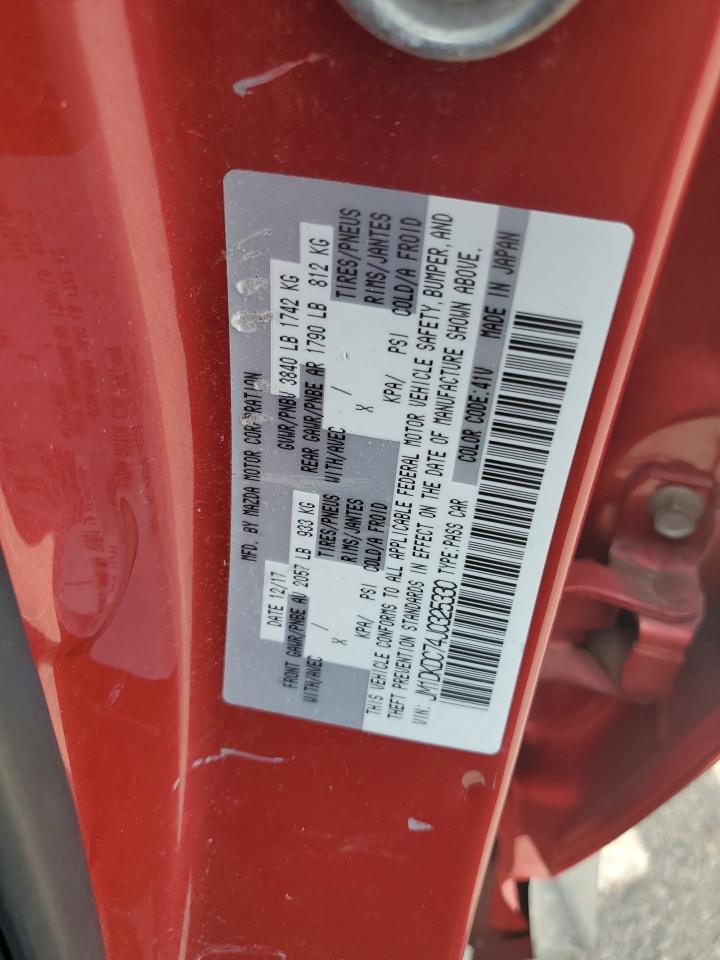 MFD. BY MAZDA MOTOR CORPORATION
DATE 12/17 GVWR/PNBV 3840 LB 1742 KG
FRONT GAWR/PNBE AV 2057 LB 933 KG REAR GAWR/PNBE AR 1790 LB 812 KG
WITH/AVEC TIRES/PNEUS WITH/AVEC / TIRES/PNEUS
X / RIMS/JANTES X RIMS/JANTES
KPA/ PSI COLD/A FROID KPA/ PSI COLD/A FROID
THIS VEHICLE CONFORMS TO ALL APPLICABLE FEDERAL MOTOR VEHICLE SAFETY, BUMPER, AND
THEFT PREVENTION STANDARDS IN EFFECT ON THE DATE OF MANUFACTURE SHOWN ABOVE.
VIN: JM1DKDC74J0325330 TYPE:PASS CAR COLOR CODE:41V MADE IN JAPAN